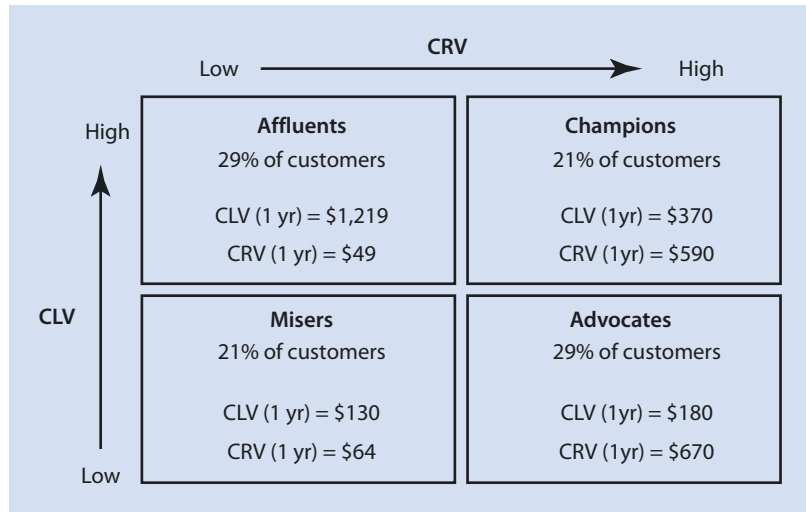 CRV
Low
High
High
Affluents
29% of customers
CLV (1 yr) = $1,219
CRV (1 yr) = $49
Champions
21% of customers
CLV (1yr) = $370
CRV (1yr) = $590
CLV
Misers
21% of customers
CLV (1 yr) = $130
CRV (1 yr) = $64
Advocates
29% of customers
CLV (1yr) = $180
CRV (1yr) = $670
Low